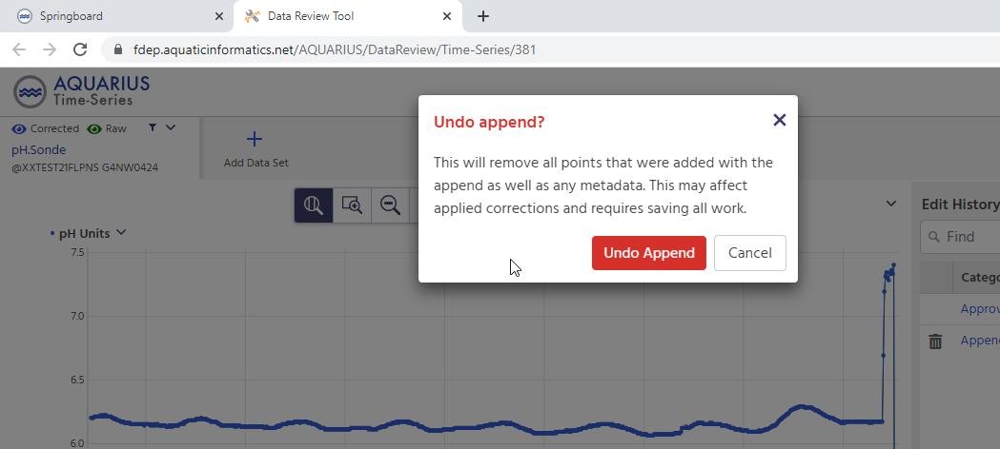 Springboard
Data Review Tool
fdep.aquaticinformatics.net/AQUARIUS/DataReview/Time-Series/381
AQUARIUS
Time-Series
Corrected Raw
pH.Sonde
@XXTEST21FLPNS G4NW0424
Add Data Set
Undo append?
This will remove all points that were added with the
append as well as any metadata. This may affect
applied corrections and requires saving all work.
Undo Append Cancel
Edit History
Find
Categ
Approv
Appen
• pH Units
7.5
7.0
6.5
6.0